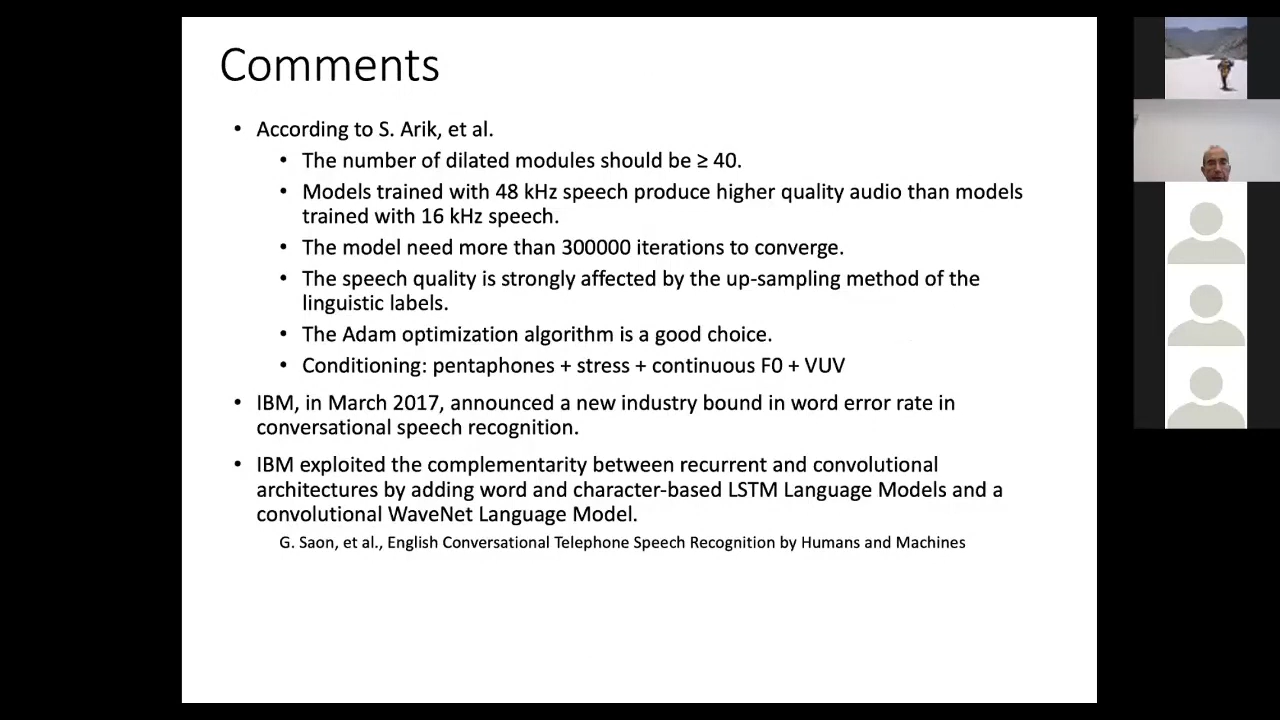 Comments
• According to S. Arik, et al.
• The number of dilated modules should be ≥ 40.
• Models trained with 48 kHz speech produce higher quality audio than models
trained with 16 kHz speech.
• The model need more than 300000 iterations to converge.
• The speech quality is strongly affected by the up-sampling method of the
linguistic labels.
• The Adam optimization algorithm is a good choice.
• Conditioning: pentaphones + stress + continuous F0 + VUV
• IBM, in March 2017, announced a new industry bound in word error rate in
conversational speech recognition.
• IBM exploited the complementarity between recurrent and convolutional
architectures by adding word and character-based LSTM Language Models and a
convolutional WaveNet Language Model.
G. Saon, et al., English Conversational Telephone Speech Recognition by Humans and Machines